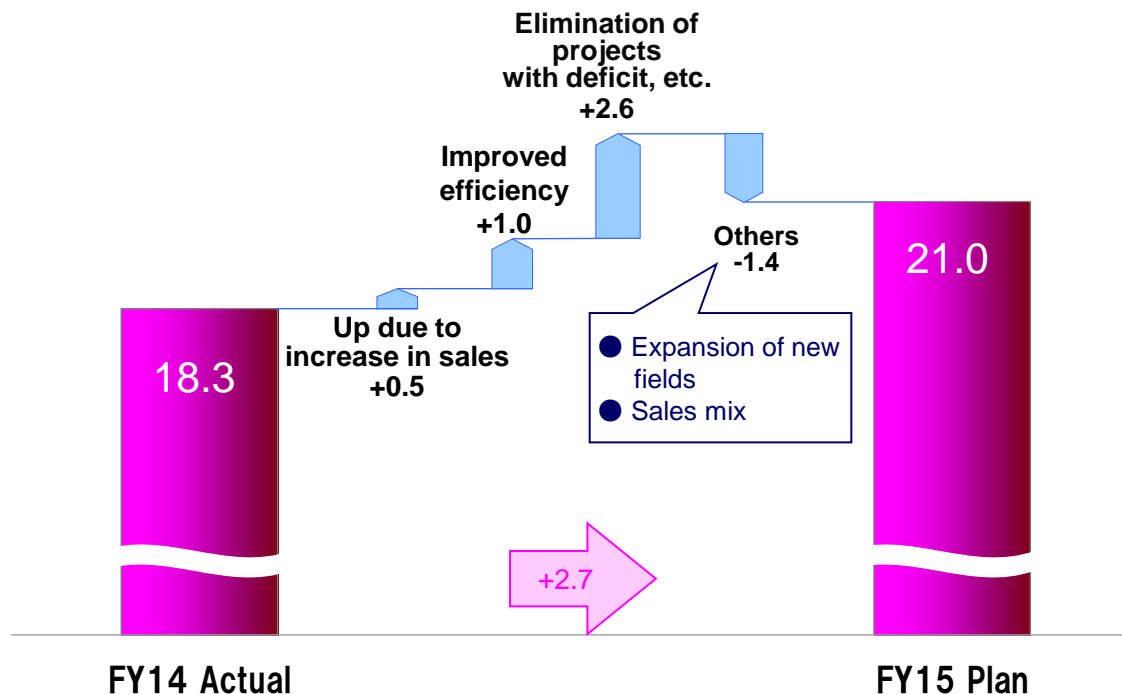 Elimination of
projects
with deficit, etc.
+2.6
Improved
efficiency
+1.0
Others
-1.4
21.0
Up due to
increase in sales
+0.5
18.3
● Expansion of new
fields
● Sales mix
+2.7
FY14 Actual
FY15 Plan